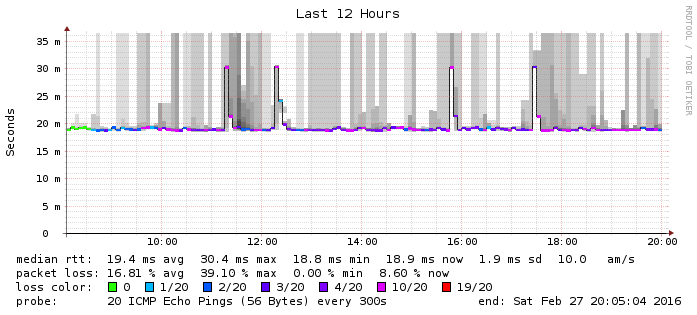 Last 12 Hours
RRDTOOL / TOBI OETIKER
Seconds
35 m
30 m
25 m
20 m
15 m
10 m
5 m
0
10:00 12:00 14:00 16:00 18:00 20:00
median rtt: 19.4 ms avg 30.4 ms max 18.8 ms min 18.9 ms now 1.9 ms sd 10.0 am/s
packet loss: 16.81 % avg 39.10 % max 0.00 % min 8.60 % now
loss color: 0 1/20 2/20 3/20 4/20 10/20 19/20
probe: 20 ICMP Echo Pings (56 Bytes) every 300s end: Sat Feb 27 20:05:04 2016